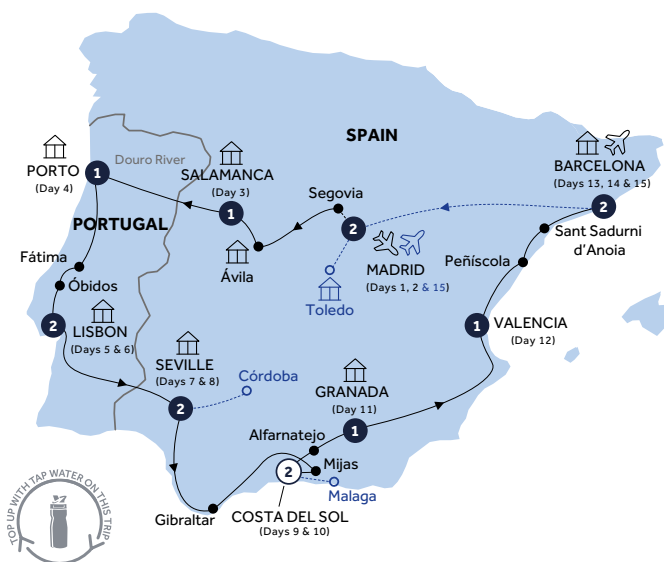 SPAIN
PORTO
(Day 4)
1
Douro River
SALAMANCA
(Day 3)
1
Segovia
BARCELONA
(Days 13, 14 & 15)
2
PORTUGAL
2
MADRID
(Days 1, 2 & 15)
Sant Sadurni
d'Anoia
Ávila
Fátima
Óbidos
Toledo
Peñíscola
2
LISBON
(Days 5 & 6)
SEVILLE
(Days 7 & 8)
2
Córdoba
1
VALENCIA
(Day 12)
GRANADA
(Day 11)
1
Alfarnatejo
2
Mijas
Malaga
Gibraltar
COSTA DEL SOL
(Days 9 & 10)
TOP UP WITH TAP WATER ON THIS TRIP